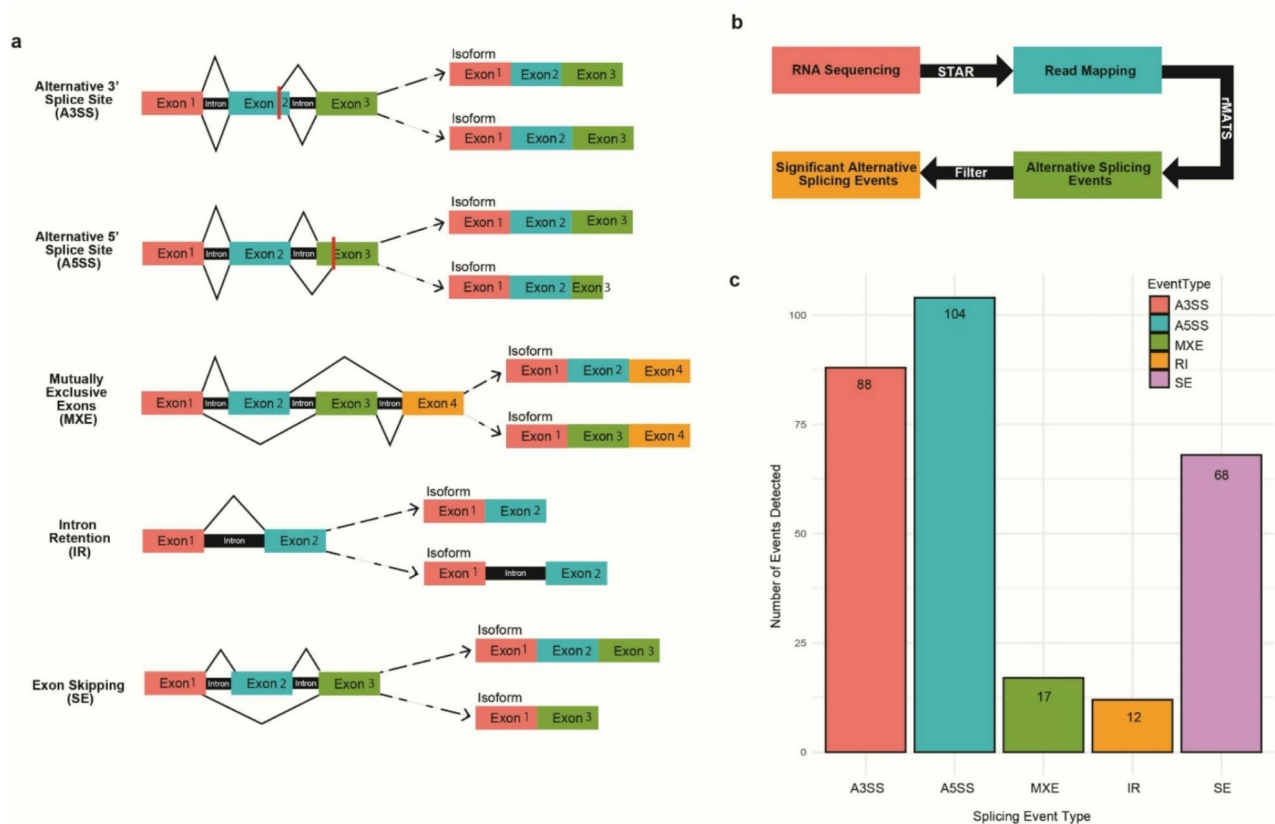 a
Alternative 3'
Splice Site
(A3SS)
Exon 1
Intron
Exon 2
Intron
Exon 3
Isoform
Exon 1 Exon 2 Exon 3
Exon 1 Exon 2 Exon 3
Alternative 5'
Splice Site
(A5SS)
Exon 1
Intron
Exon 2
Intron
Exon 3
Isoform
Exon 1 Exon 2 Exon 3
Isoform
Exon 1 Exon 2 Exon 3
Mutually
Exclusive
Exons
(MXE)
Exon 1
Intron
Exon 2
Intron
Exon 3
Intron
Exon 4
Isoform
Exon 1 Exon 2 Exon 4
Isoform
Exon 1 Exon 3 Exon 4
Intron
Retention
(IR)
Exon 1
Intron
Exon 2
Isoform
Exon 1 Exon 2
Isoform
Exon 1 Intron Exon 2
Exon Skipping
(SE)
Exon 1
Intron
Exon 2
Intron
Exon 3
Isoform
Exon 1 Exon 2 Exon 3
Isoform
Exon 1 Exon 3
b
RNA Sequencing
STAR
Read Mapping
rMATS
Alternative Splicing
Events
Filter
Significant Alternative
Splicing Events
c
EventType
A3SS
A5SS
MXE
RI
SE
Number of Events Detected
100
75
50
25
0
88
104
17
12
68
A3SS A5SS MXE IR SE
Splicing Event Type